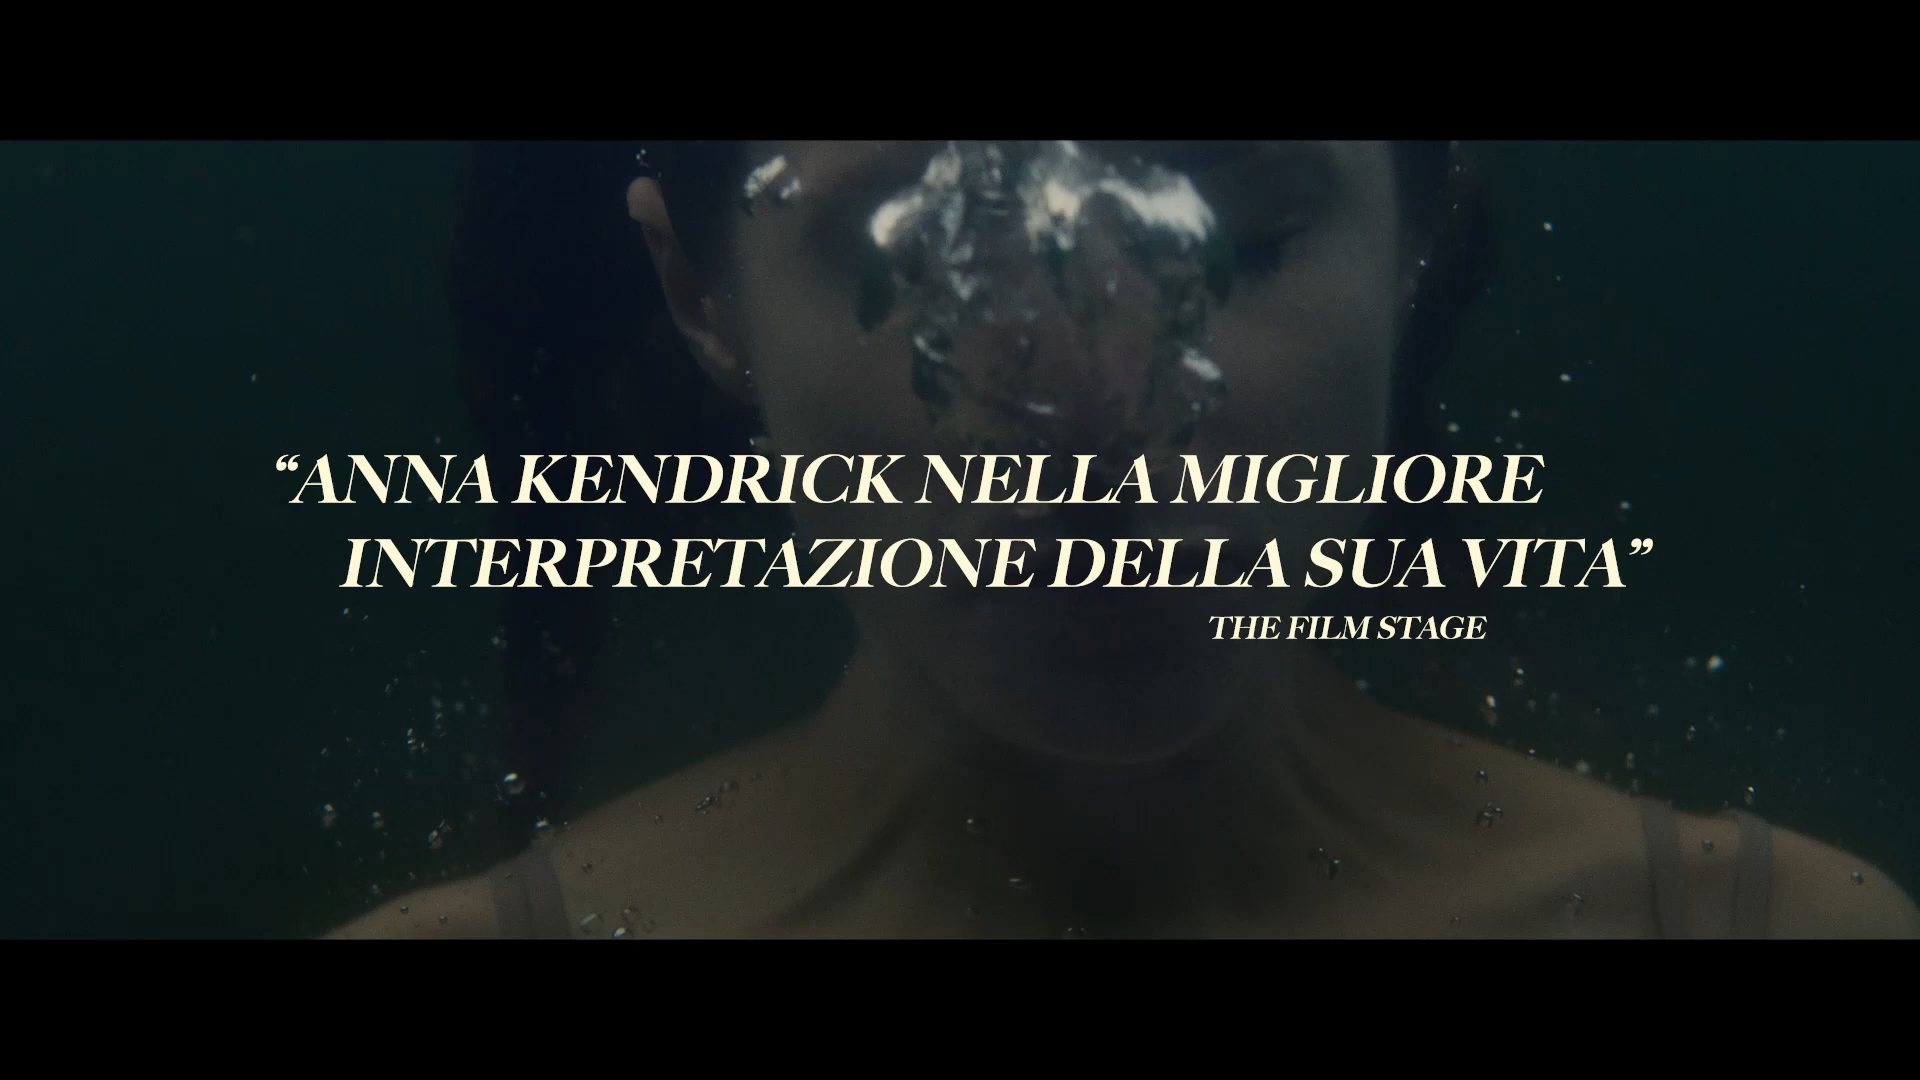 “ANNA KENDRICK NELLA MIGLIORE
INTERPRETAZIONE DELLA SUA VITA”
THE FILM STAGE